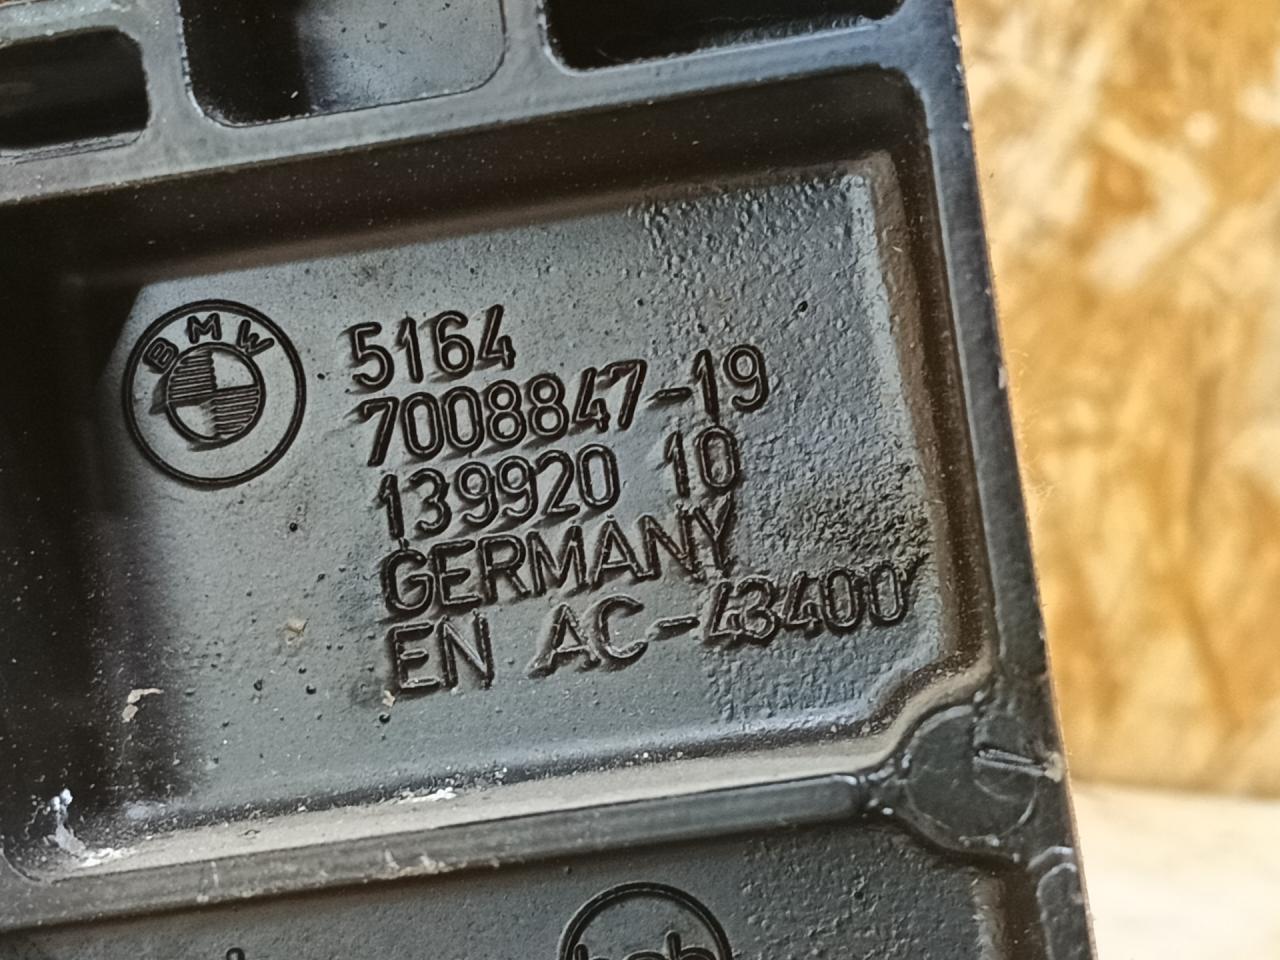 BMW
5164
7008847-19
139920 10
GERMANY
EN AC-43400